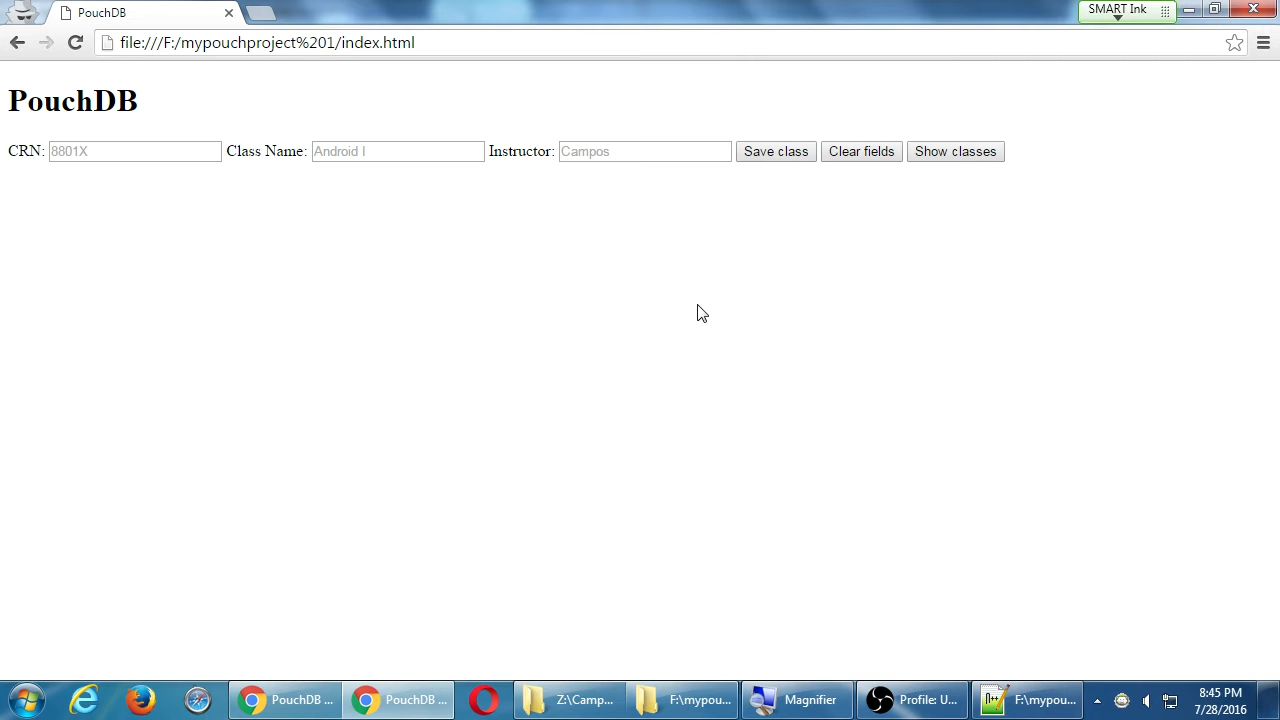 PouchDB
SMART Ink
file:///F:/mypouchproject%201/index.html
PouchDB
CRN: 8801X Class Name: Android I Instructor: Campos Save class Clear fields Show classes
PouchDB ... PouchDB ... Z:\Camp... F:\mypou... Magnifier Profile: U... F:\mypou... 8:45 PM
7/28/2016